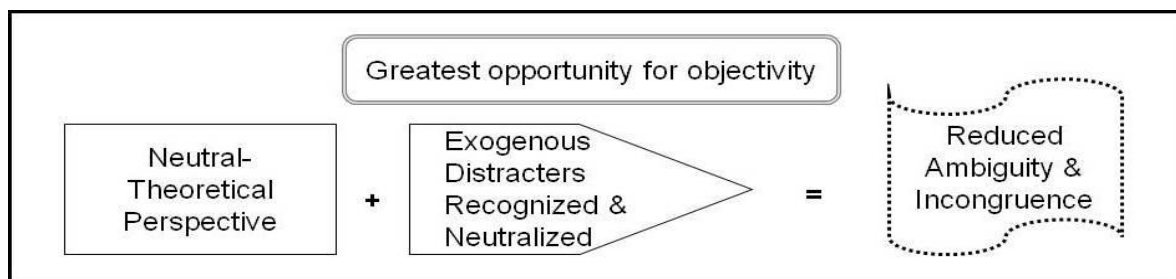 Greatest opportunity for objectivity
Neutral-
Theoretical
Perspective
+
Exogenous
Distracters
Recognized &
Neutralized
=
Reduced
Ambiguity &
Incongruence